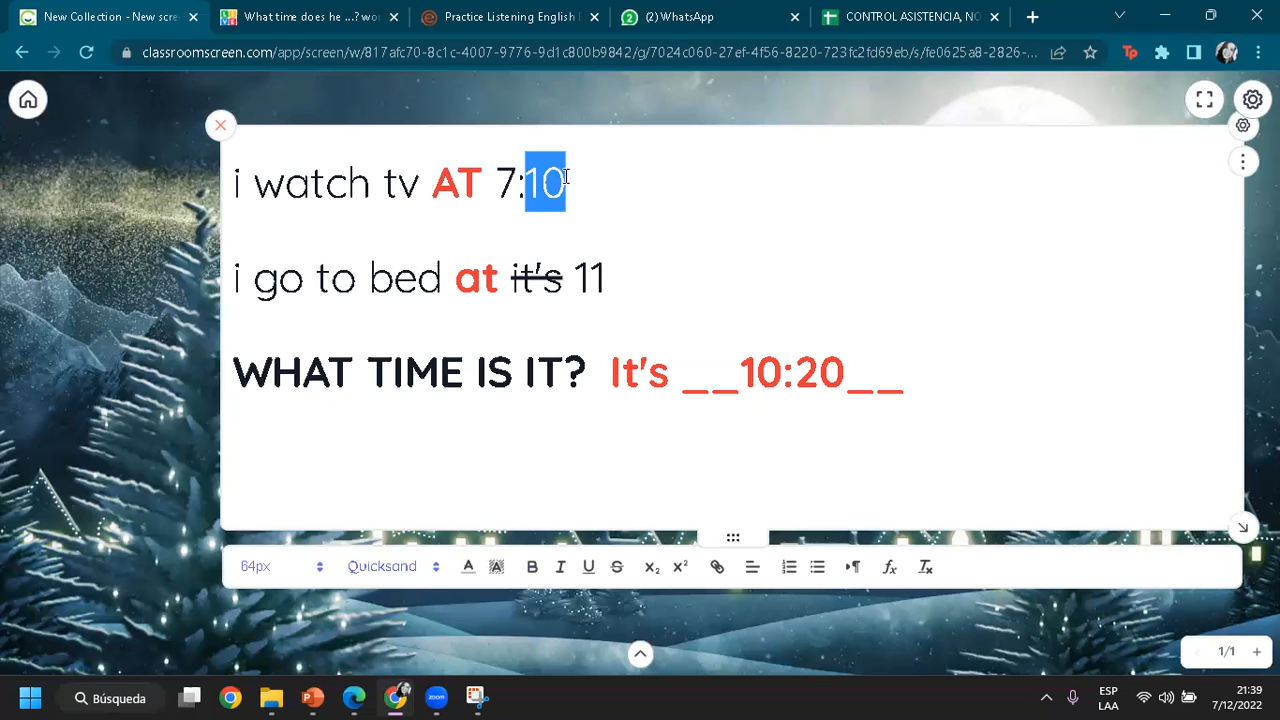 New Collection - New scre
What time does he ...? wo
Practice Listening English E
(2) WhatsApp
CONTROL ASISTENCIA, NO
classroomscreen.com/app/screen/w/817afc70-8c1c-4007-9776-9d1c800b9842/g/7024c060-27ef-4f56-8220-723fc2fd69eb/s/fe0625a8-2826-...
i watch tv AT 7:10
i go to bed at it's 11
WHAT TIME IS IT? It's __10:20__
64px Quicksand
1/1
Búsqueda
ESP
LAA
21:39
7/12/2022